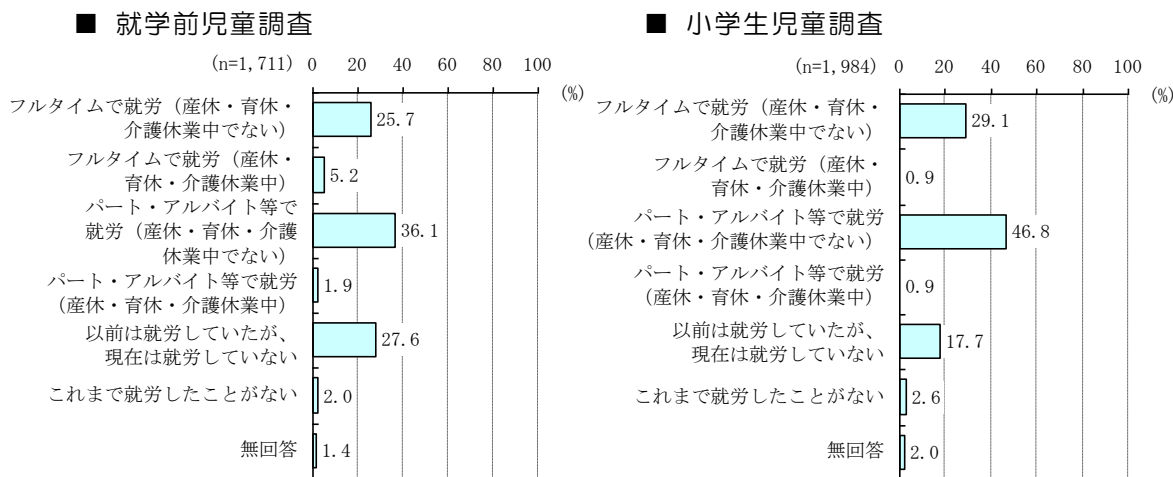 ■ 就学前児童調査
(n=1,711) 0 20 40 60 80 100
(%)
フルタイムで就労（産休・育休・
介護休業中でない）
25.7
フルタイムで就労（産休・
育休・介護休業中）
5.2
パート・アルバイト等で
就労（産休・育休・介護
休業中でない）
36.1
パート・アルバイト等で就労
（産休・育休・介護休業中）
1.9
以前は就労していたが、
現在は就労していない
27.6
これまで就労したことがない
2.0
無回答
1.4
■ 小学生児童調査
(n=1,984) 0 20 40 60 80 100
(%)
フルタイムで就労（産休・育休・
介護休業中でない）
29.1
フルタイムで就労（産休・
育休・介護休業中）
0.9
パート・アルバイト等で就労
（産休・育休・介護休業中でない）
46.8
パート・アルバイト等で就労
（産休・育休・介護休業中）
0.9
以前は就労していたが、
現在は就労していない
17.7
これまで就労したことがない
2.6
無回答
2.0